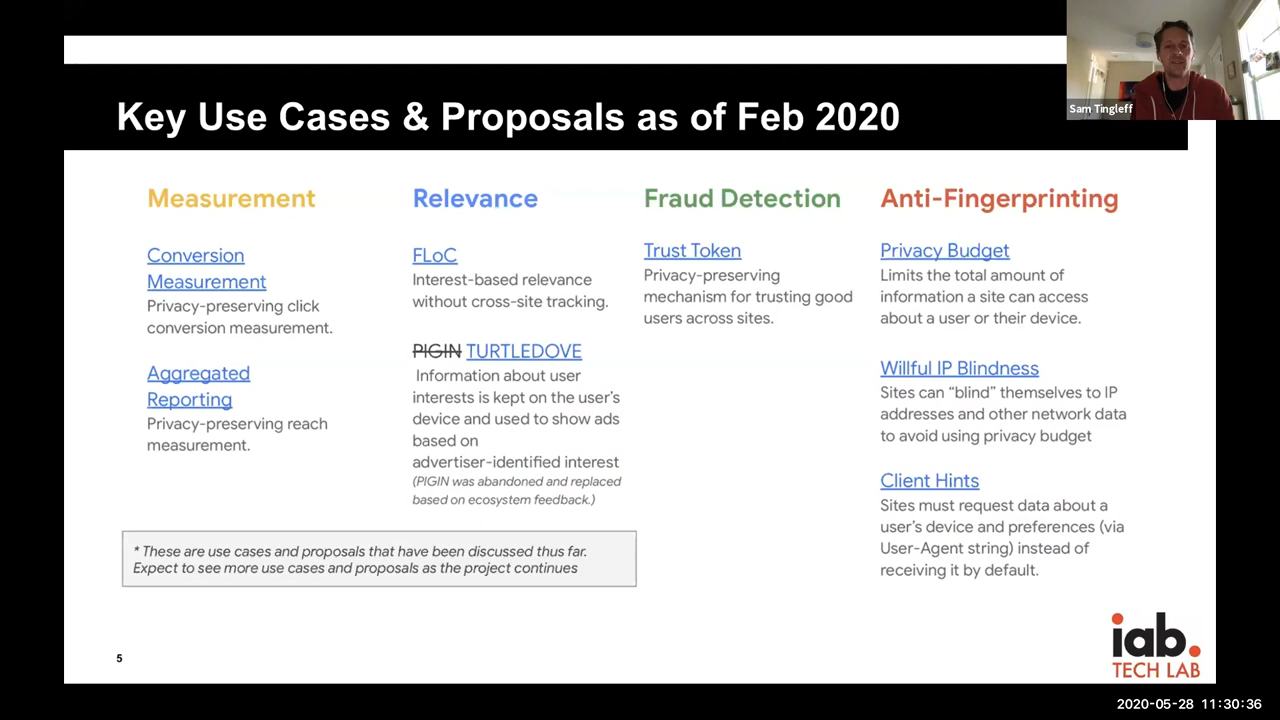 Sam Tingleff
Key Use Cases & Proposals as of Feb 2020
Measurement
Conversion
Measurement
Privacy-preserving click
conversion measurement.
Aggregated
Reporting
Privacy-preserving reach
measurement.
Relevance
FLoC
Interest-based relevance
without cross-site tracking.
PIGIN TURTLEDOVE
Information about user
interests is kept on the user's
device and used to show ads
based on
advertiser-identified interest
(PIGIN was abandoned and replaced
based on ecosystem feedback.)
Fraud Detection
Trust Token
Privacy-preserving
mechanism for trusting good
users across sites.
Anti-Fingerprinting
Privacy Budget
Limits the total amount of
information a site can access
about a user or their device.
Willful IP Blindness
Sites can “blind” themselves to IP
addresses and other network data
to avoid using privacy budget
Client Hints
Sites must request data about a
user's device and preferences (via
User-Agent string) instead of
receiving it by default.
* These are use cases and proposals that have been discussed thus far.
Expect to see more use cases and proposals as the project continues
5
iab.
TECH LAB
2020-05-28 11:30:36